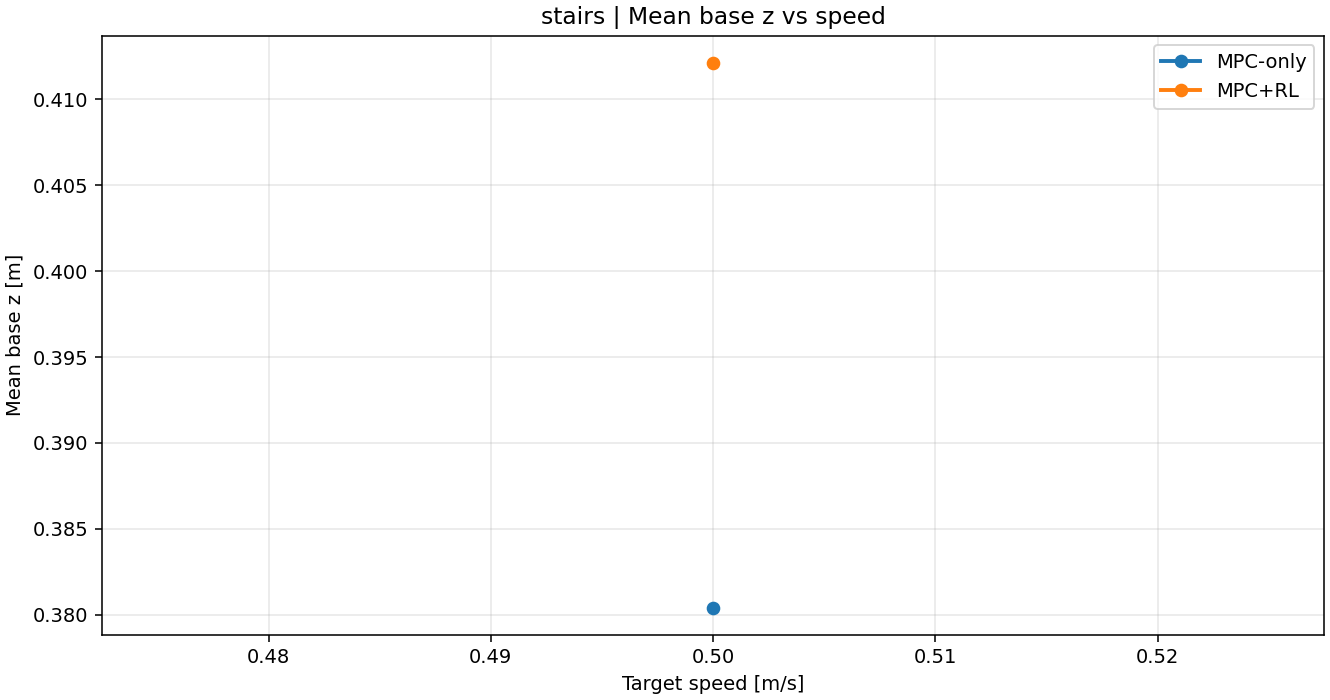 stairs | Mean base z vs speed
MPC-only
MPC+RL
Mean base z [m]
0.410
0.405
0.400
0.395
0.390
0.385
0.380
0.48 0.49 0.50 0.51 0.52
Target speed [m/s]